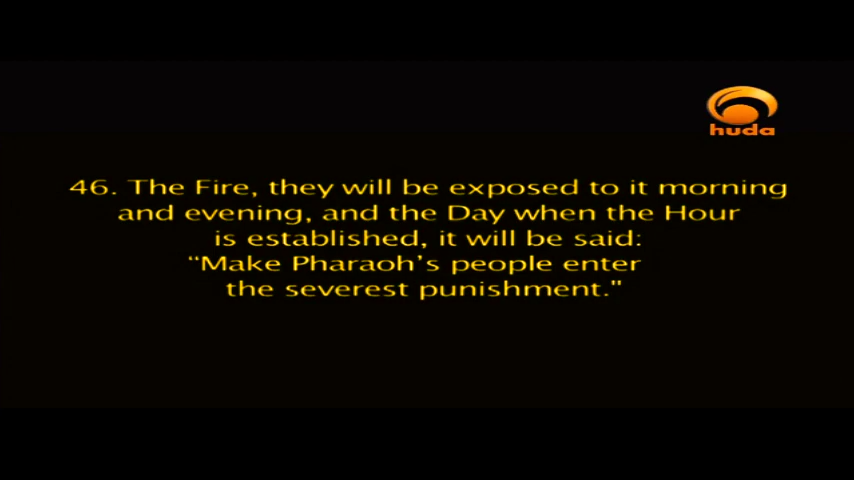 huda
46. The Fire, they will be exposed to it morning
and evening, and the Day when the Hour
is established, it will be said:
“Make Pharaoh's people enter
the severest punishment."